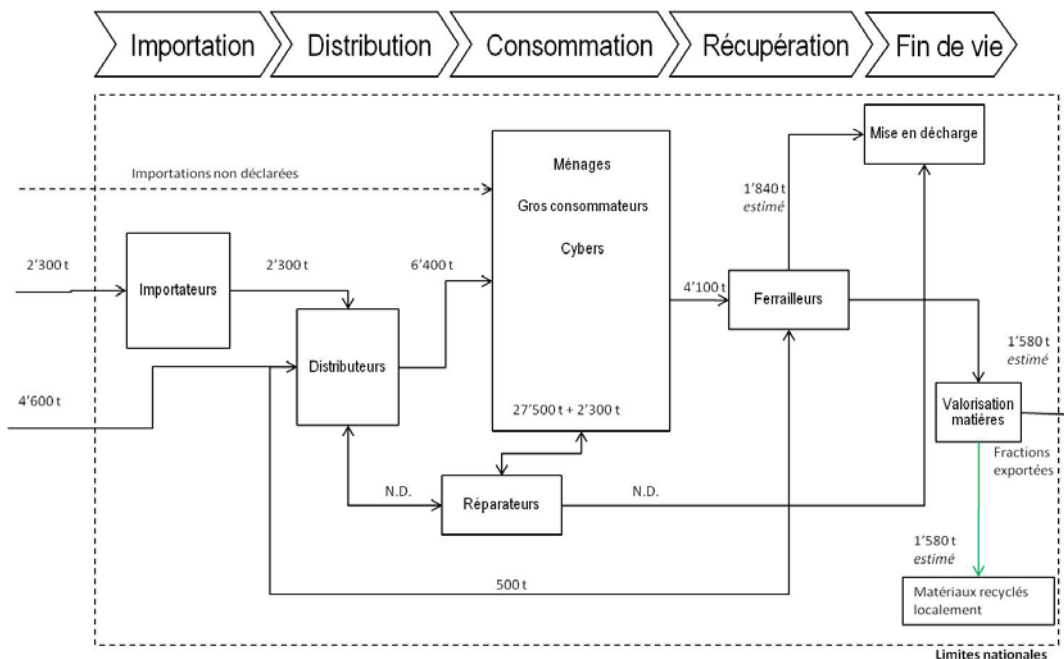 Importation
Distribution
Consommation
Récupération
Fin de vie
Mise en décharge
Ménages
Importations non déclarées
1'840 t
estimé
Gros consommateurs
Cybers
2'300 t
2'300 t
6'400 t
Importateurs
4'100 t
Ferrailleurs
1'580 t
estimé
Distributeurs
4'600 t
27'500 t + 2'300 t
Valorisation
matières
Fractions
exportées
N.D.
Réparateurs
N.D.
1'580 t
estimé
500 t
Matériaux recyclés
localement
Limites nationales